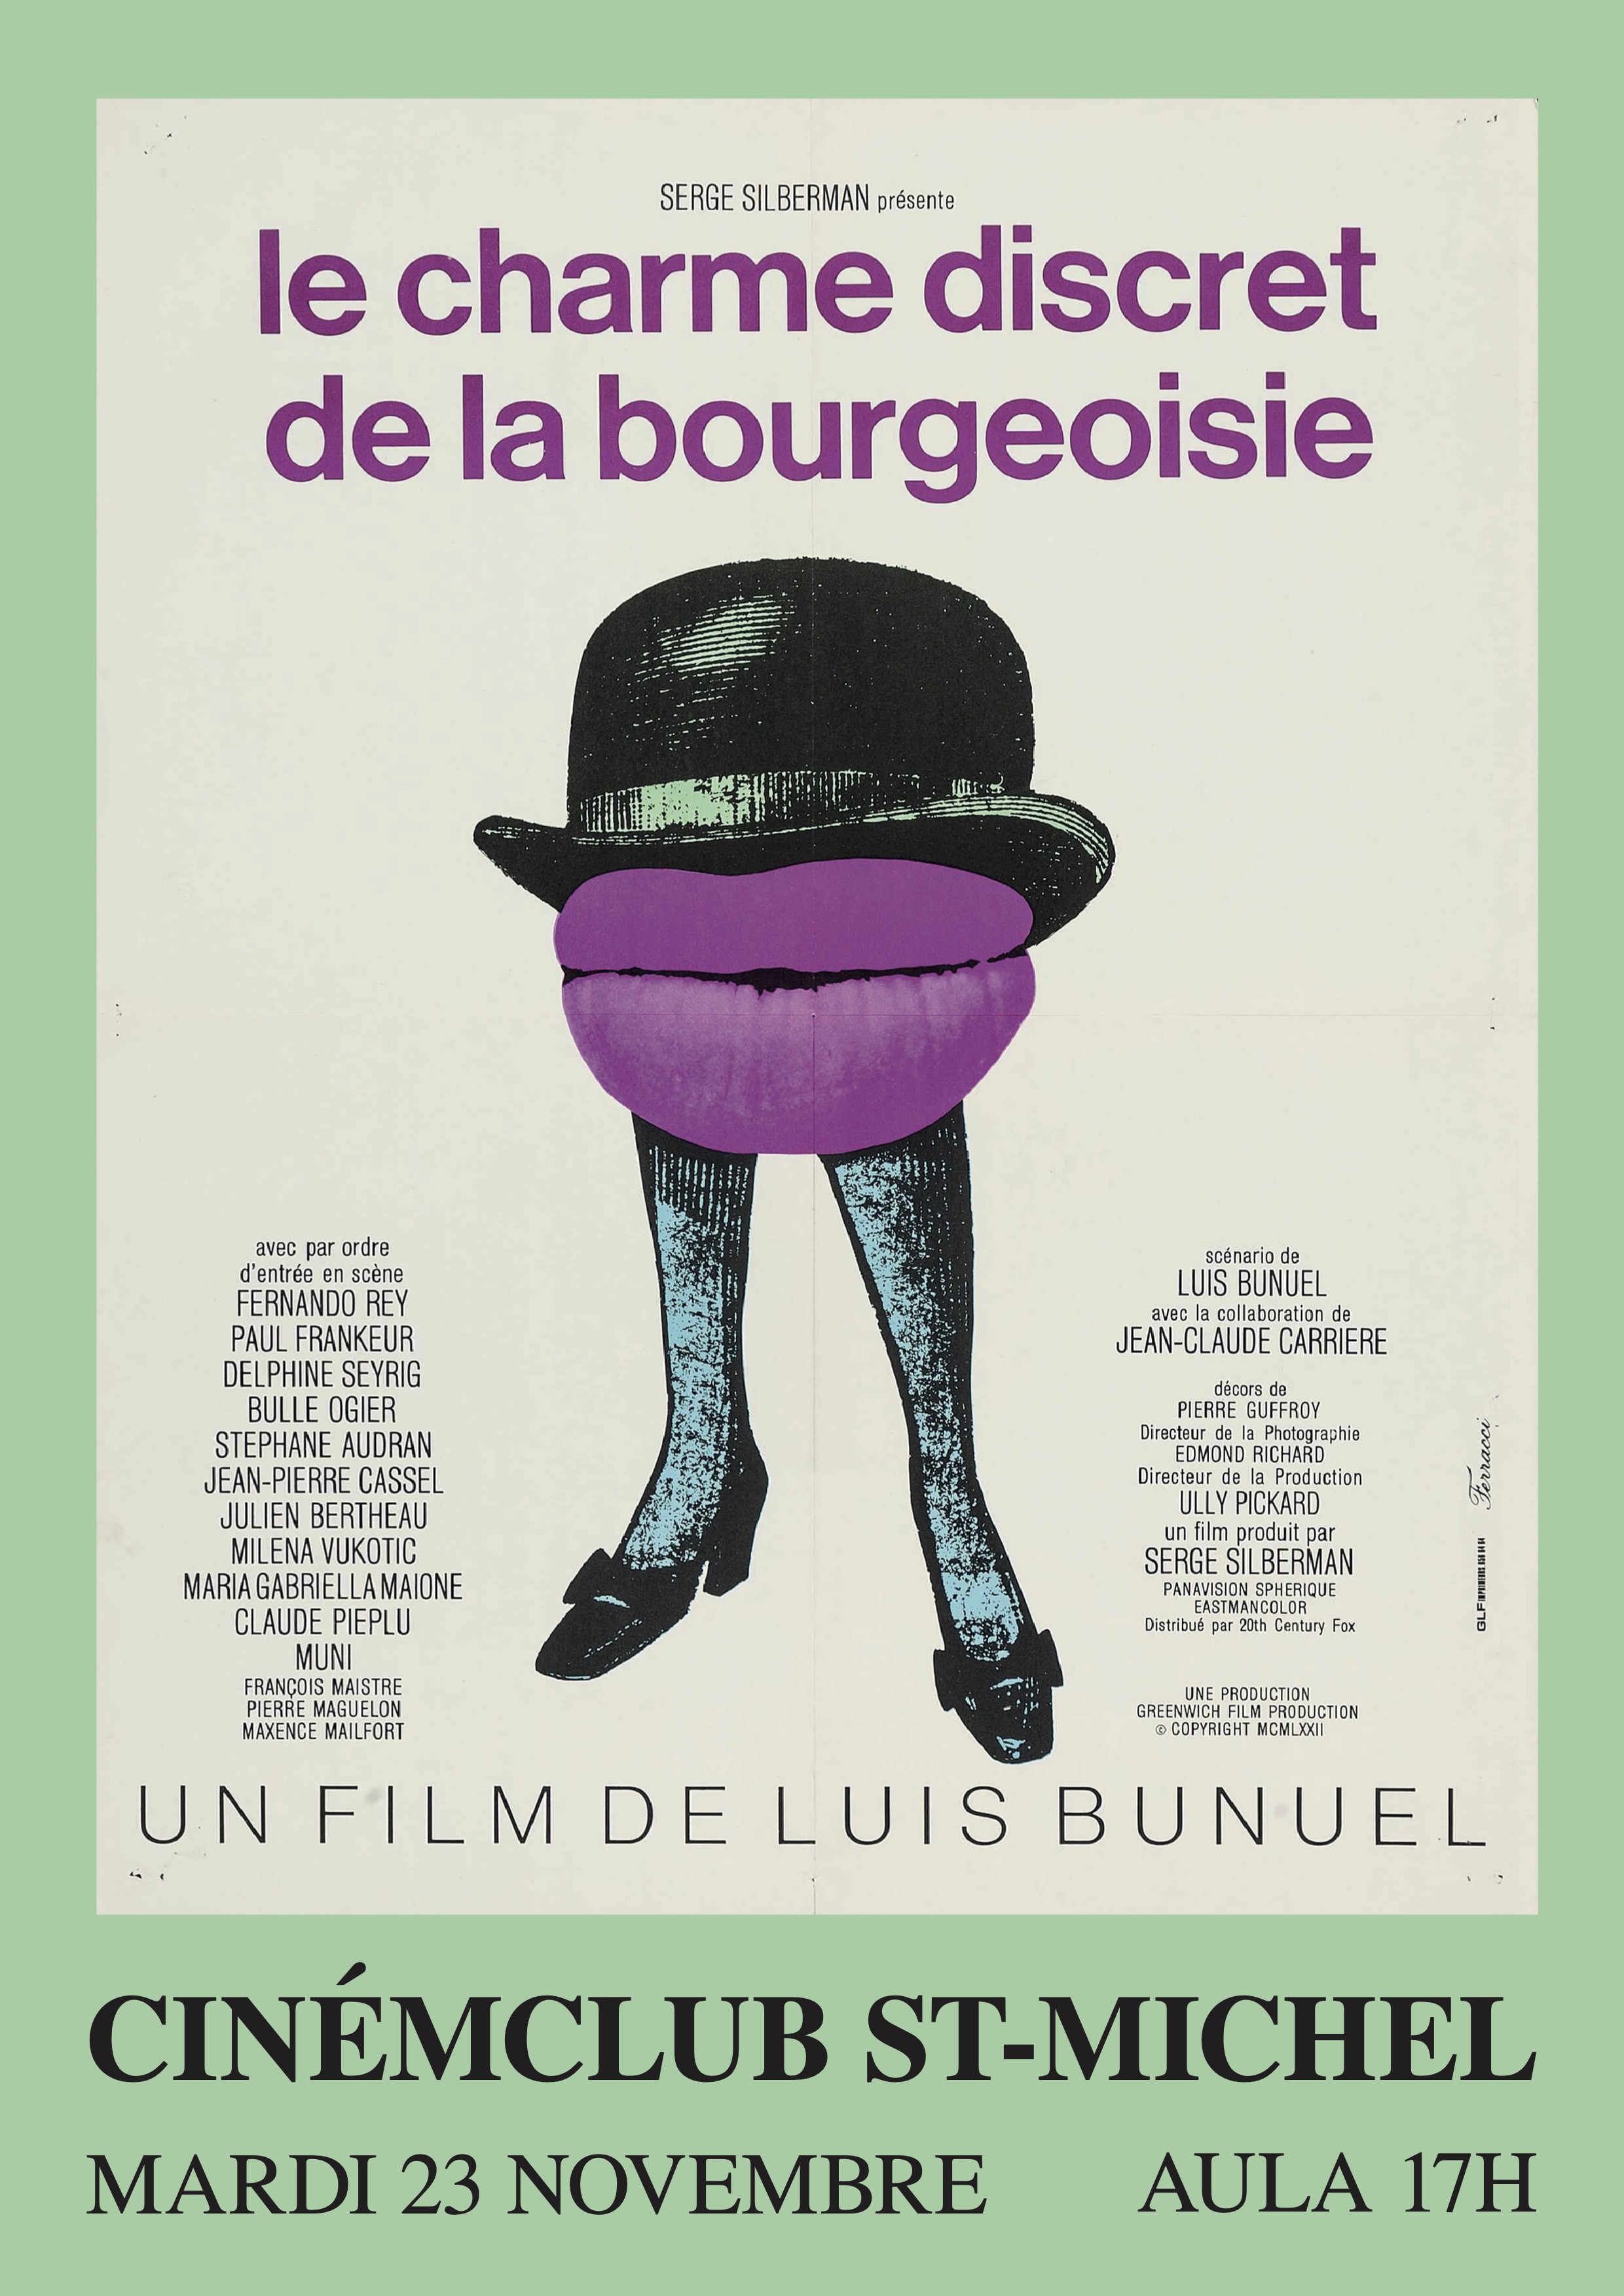 SERGE SILBERMAN présente
le charme discret
de la bourgeoisie
avec par ordre
d'entrée en scène
FERNANDO REY
PAUL FRANKEUR
DELPHINE SEYRIG
BULLE OGIER
STEPHANE AUDRAN
JEAN-PIERRE CASSEL
JULIEN BERTHEAU
MILENA VUKOTIC
MARIA GABRIELLA MAIONE
CLAUDE PIEPLU
MUNI
FRANÇOIS MAISTRE
PIERRE MAGUELON
MAXENCE MAILFORT
scénario de
LUIS BUNUEL
avec la collaboration de
JEAN-CLAUDE CARRIERE
décors de
PIERRE GUFFROY
Directeur de la Photographie
EDMOND RICHARD
Directeur de la Production
ULLY PICKARD
un film produit par
SERGE SILBERMAN
PANAVISION SPHERIQUE
EASTMANCOLOR
Distribué par 20th Century Fox
UNE PRODUCTION
GREENWICH FILM PRODUCTION
© COPYRIGHT MCMLXXII
Ferracci
GLF
UN FILM DE LUIS BUNUEL
CINÉMCLUB ST-MICHEL
MARDI 23 NOVEMBRE
AULA 17H